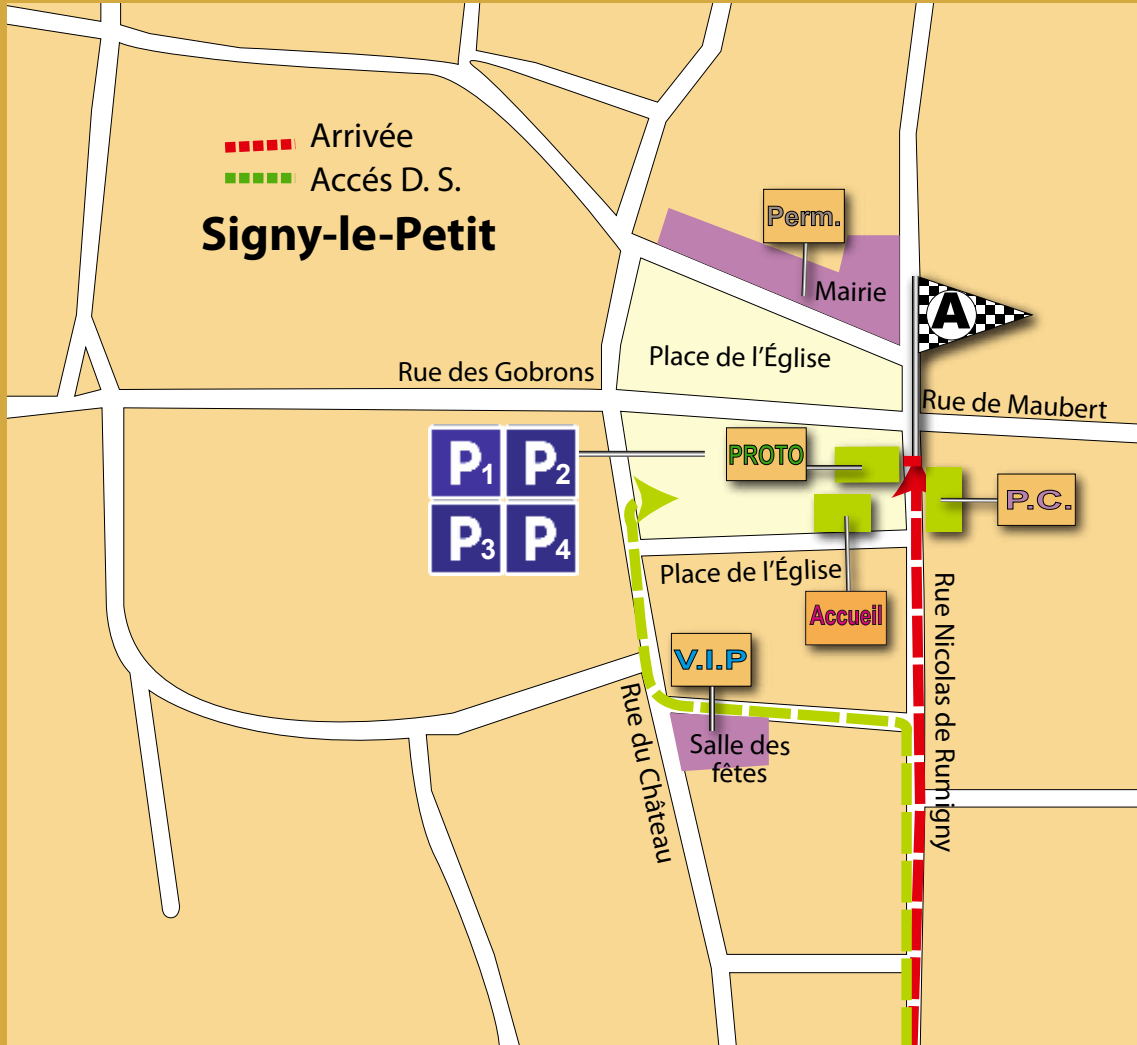 Arrivée
Accés D. S.
Signy-le-Petit
Perm.
Mairie
A
Place de l'Église
Rue des Gobrons
Rue de Maubert
P1 P2
P3 P4
PROTO
P.C.
Place de l'Église
Accueil
V.I.P
Salle des
fêtes
Rue du Château
Rue Nicolas de Rumigny